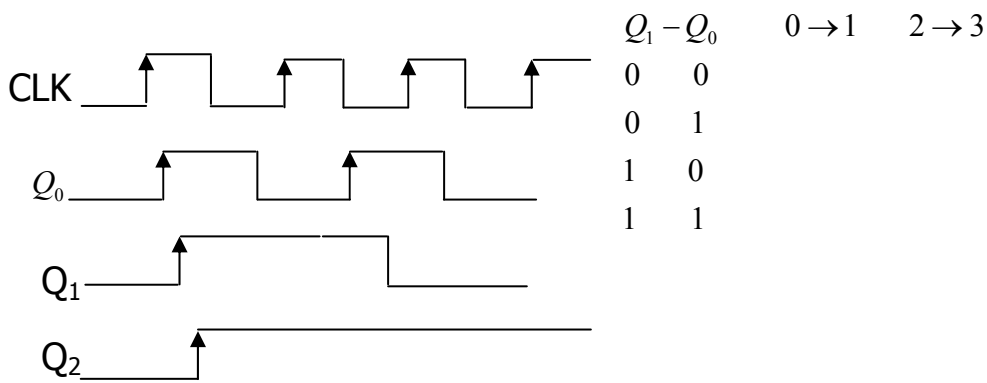 Q₁ − Q₀ 0 → 1 2 → 3
CLK
0 0
0 1
Q₀
1 0
1 1
Q₁
Q₂